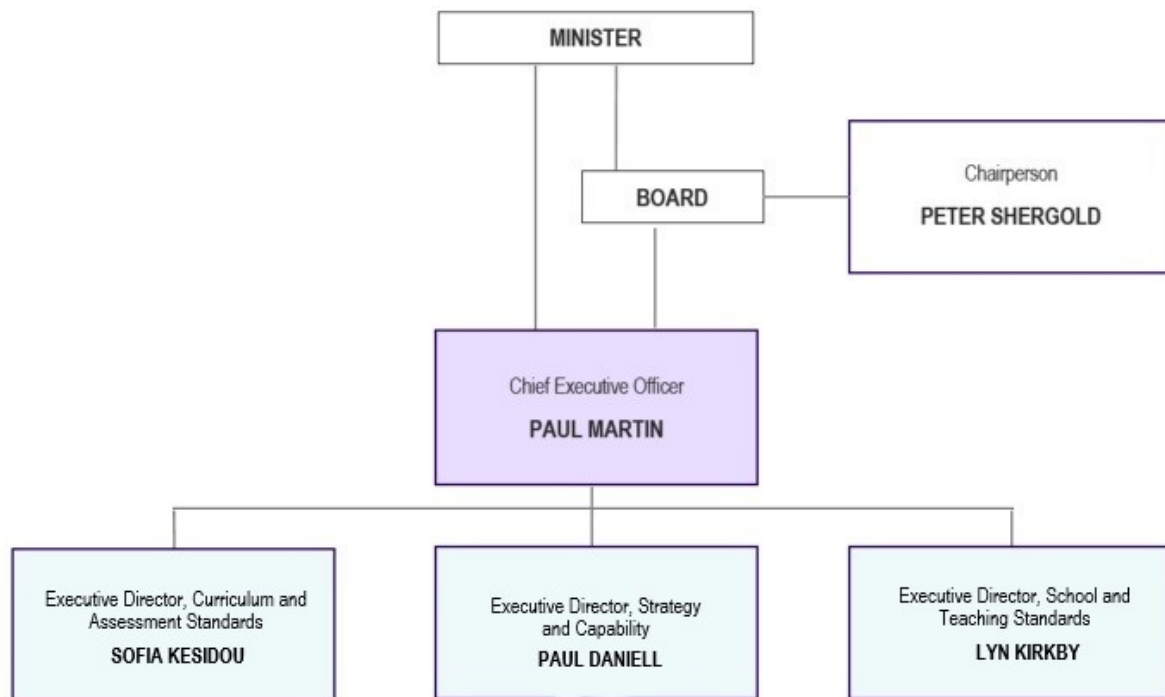 MINISTER
BOARD
Chairperson
PETER SHERGOLD
Chief Executive Officer
PAUL MARTIN
Executive Director, Curriculum and
Assessment Standards
SOFIA KESIDOU
Executive Director, Strategy
and Capability
PAUL DANIELL
Executive Director, School and
Teaching Standards
LYN KIRKBY